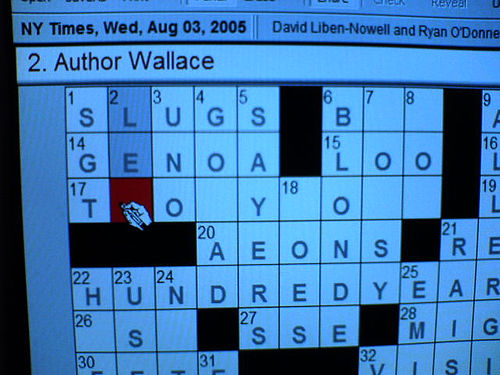 Check Reveal
NY Times, Wed, Aug 03, 2005 David Liben-Nowell and Ryan O'Donne
2. Author Wallace
1 2 3 4 5 6 7 8 9
S L U G S B
14 15 16
G E N O A L O O L
17 18 19
T O Y O L
20 21
A E O N S R E
22 23 24 25
H U N D R E D Y E A R
26 27 28
S S S E M I G
30 31 32
V I S I